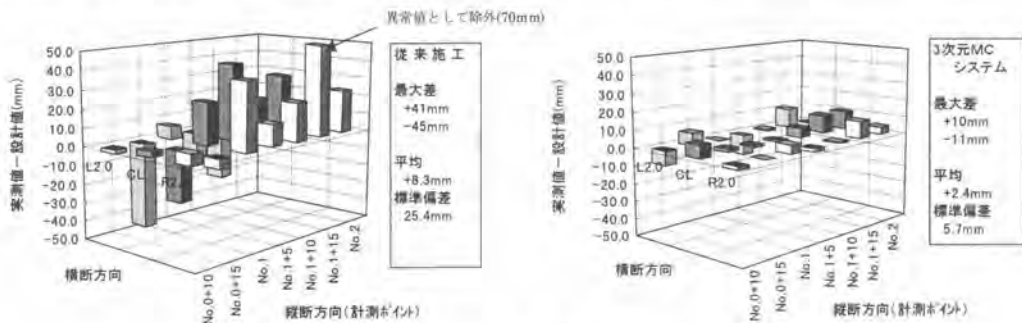 異常値として除外(70mm)
実測値－設計値(mm)
50.0
40.0
30.0
20.0
10.0
0.0
-10.0
-20.0
-30.0
-40.0
-50.0
L2.0
CL
R2.0
横断方向
No.0+10
No.0+15
No.1
No.1+5
No.1+10
No.1+15
No.2
縦断方向(計測ポイント)
従来施工
最大差
+41mm
-45mm
平均
+8.3mm
標準偏差
25.4mm
実測値－設計値(mm)
50.0
40.0
30.0
20.0
10.0
0.0
-10.0
-20.0
-30.0
-40.0
-50.0
L2.0
CL
R2.0
横断方向
No.0+10
No.0+15
No.1
No.1+5
No.1+10
No.1+15
No.2
縦断方向(計測ポイント)
3次元MC
システム
最大差
+10mm
-11mm
平均
+2.4mm
標準偏差
5.7mm